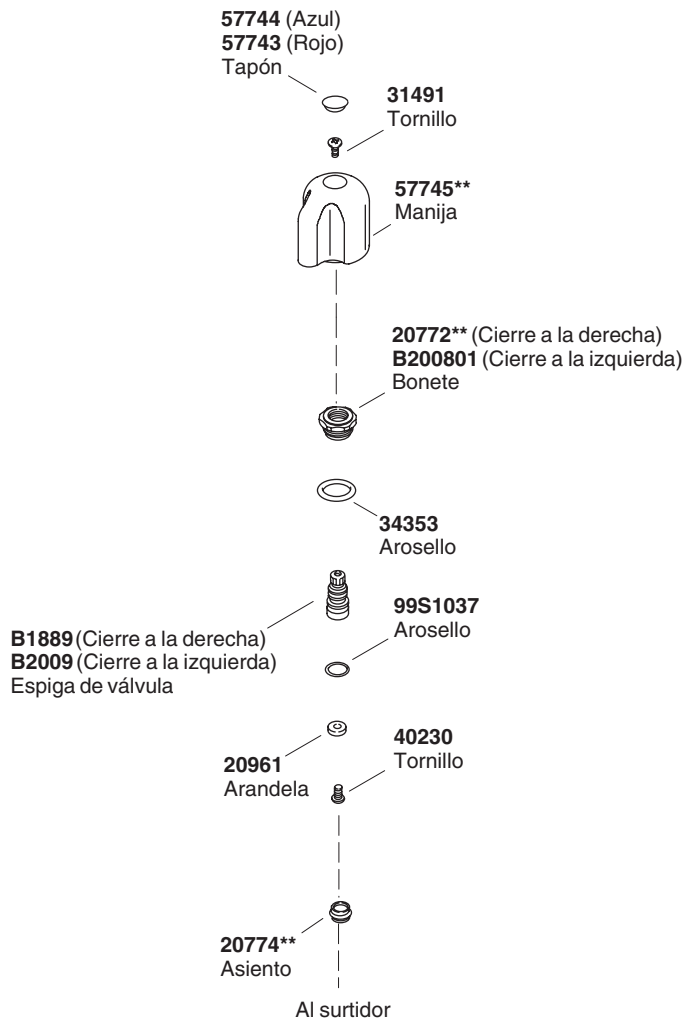 57744 (Azul)
57743 (Rojo)
Tapón
31491
Tornillo
57745**
Manija
20772** (Cierre a la derecha)
B200801 (Cierre a la izquierda)
Bonete
34353
Arosello
99S1037
Arosello
B1889 (Cierre a la derecha)
B2009 (Cierre a la izquierda)
Espiga de válvula
40230
Tornillo
20961
Arandela
20774**
Asiento
Al surtidor